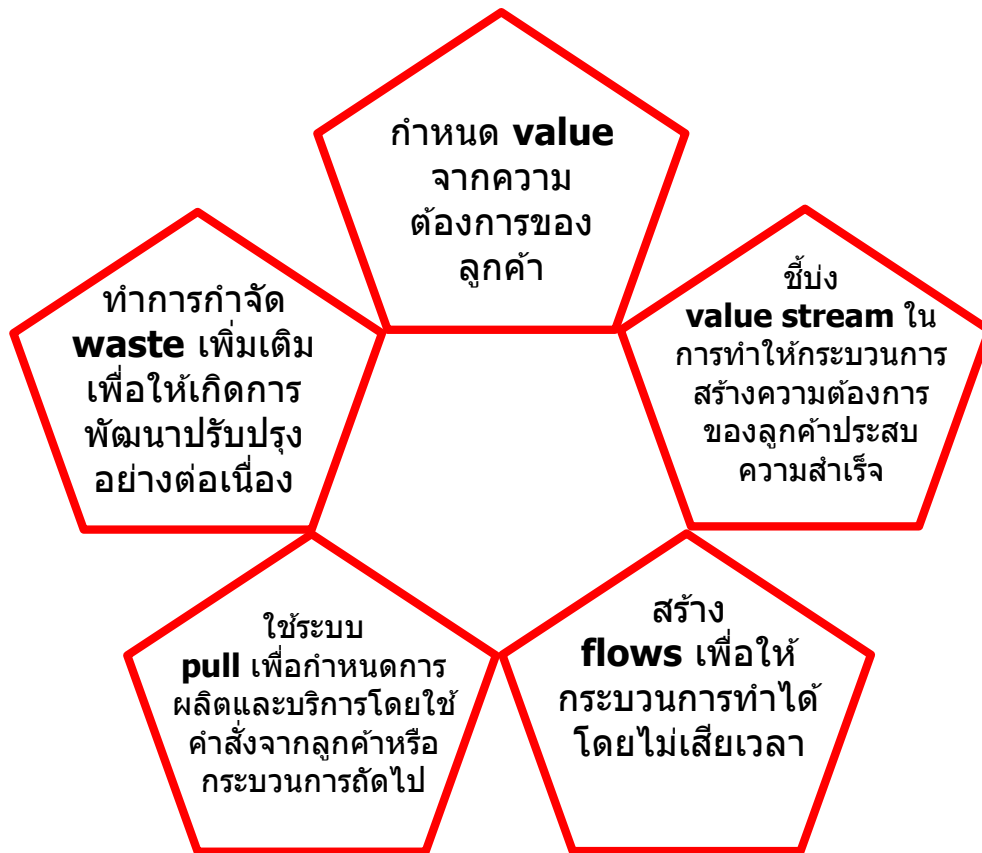 กำหนด value
จากความ
ต้องการของ
ลูกค้า
ชี้บ่ง
value stream ใน
การทำให้กระบวนการ
สร้างความต้องการ
ของลูกค้าประสบ
ความสำเร็จ
สร้าง
flows เพื่อให้
กระบวนการทำได้
โดยไม่เสียเวลา
ใช้ระบบ
pull เพื่อกำหนดการ
ผลิตและบริการโดยใช้
คำสั่งจากลูกค้าหรือ
กระบวนการถัดไป
ทำการกำจัด
waste เพิ่มเติม
เพื่อให้เกิดการ
พัฒนาปรับปรุง
อย่างต่อเนื่อง